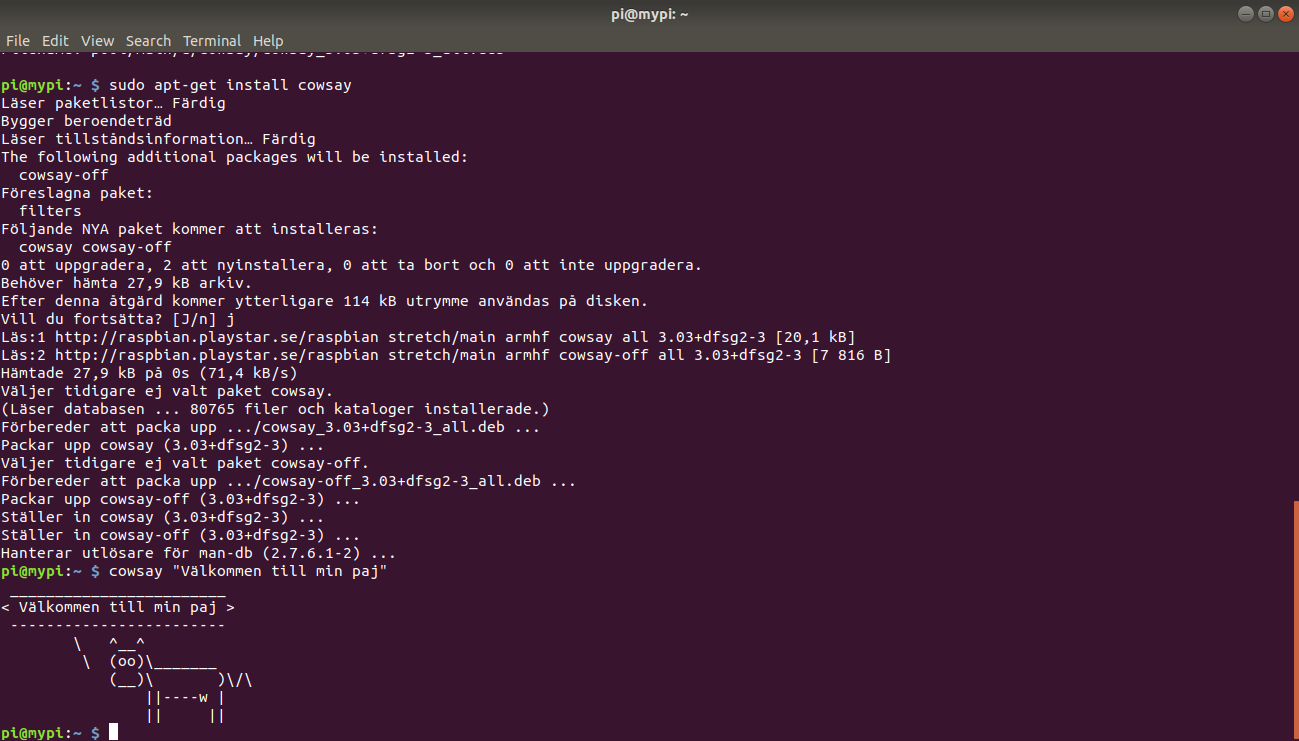 pi@mypi: ~
File Edit View Search Terminal Help
pi@mypi:~ $ sudo apt-get install cowsay
Läser paketlistor… Färdig
Bygger beroendeträd
Läser tillståndsinformation… Färdig
The following additional packages will be installed:
  cowsay-off
Föreslagna paket:
  filters
Följande NYA paket kommer att installeras:
  cowsay cowsay-off
0 att uppgradera, 2 att nyinstallera, 0 att ta bort och 0 att inte uppgradera.
Behöver hämta 27,9 kB arkiv.
Efter denna åtgärd kommer ytterligare 114 kB utrymme användas på disken.
Vill du fortsätta? [J/n] j
Läs:1 http://raspbian.playstar.se/raspbian stretch/main armhf cowsay all 3.03+dfsg2-3 [20,1 kB]
Läs:2 http://raspbian.playstar.se/raspbian stretch/main armhf cowsay-off all 3.03+dfsg2-3 [7 816 B]
Hämtade 27,9 kB på 0s (71,4 kB/s)
Väljer tidigare ej valt paket cowsay.
(Läser databasen ... 80765 filer och kataloger installerade.)
Förbereder att packa upp .../cowsay_3.03+dfsg2-3_all.deb ...
Packar upp cowsay (3.03+dfsg2-3) ...
Väljer tidigare ej valt paket cowsay-off.
Förbereder att packa upp .../cowsay-off_3.03+dfsg2-3_all.deb ...
Packar upp cowsay-off (3.03+dfsg2-3) ...
Ställer in cowsay (3.03+dfsg2-3) ...
Ställer in cowsay-off (3.03+dfsg2-3) ...
Hanterar utlösare för man-db (2.7.6.1-2) ...
pi@mypi:~ $ cowsay "Välkommen till min paj"
 ________________________
< Välkommen till min paj >
 ------------------------
        \   ^__^
         \  (oo)\_______
            (__)\       )\/\
                ||----w |
                ||     ||
pi@mypi:~ $